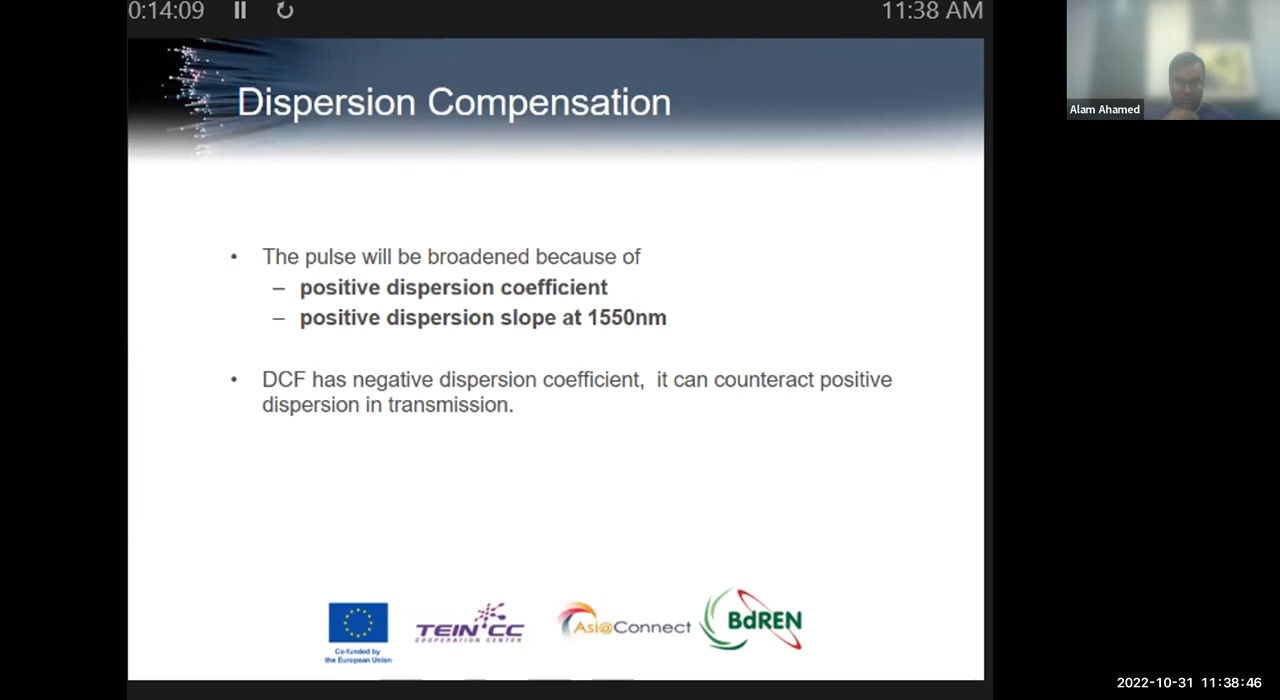 0:14:09
11:38 AM
Dispersion Compensation
Alam Ahamed
• The pulse will be broadened because of
– positive dispersion coefficient
– positive dispersion slope at 1550nm
• DCF has negative dispersion coefficient, it can counteract positive
dispersion in transmission.
Co-funded by
the European Union
TEIN*CC
COOPERATION CENTER
Asi@Connect
BdREN
2022-10-31 11:38:46